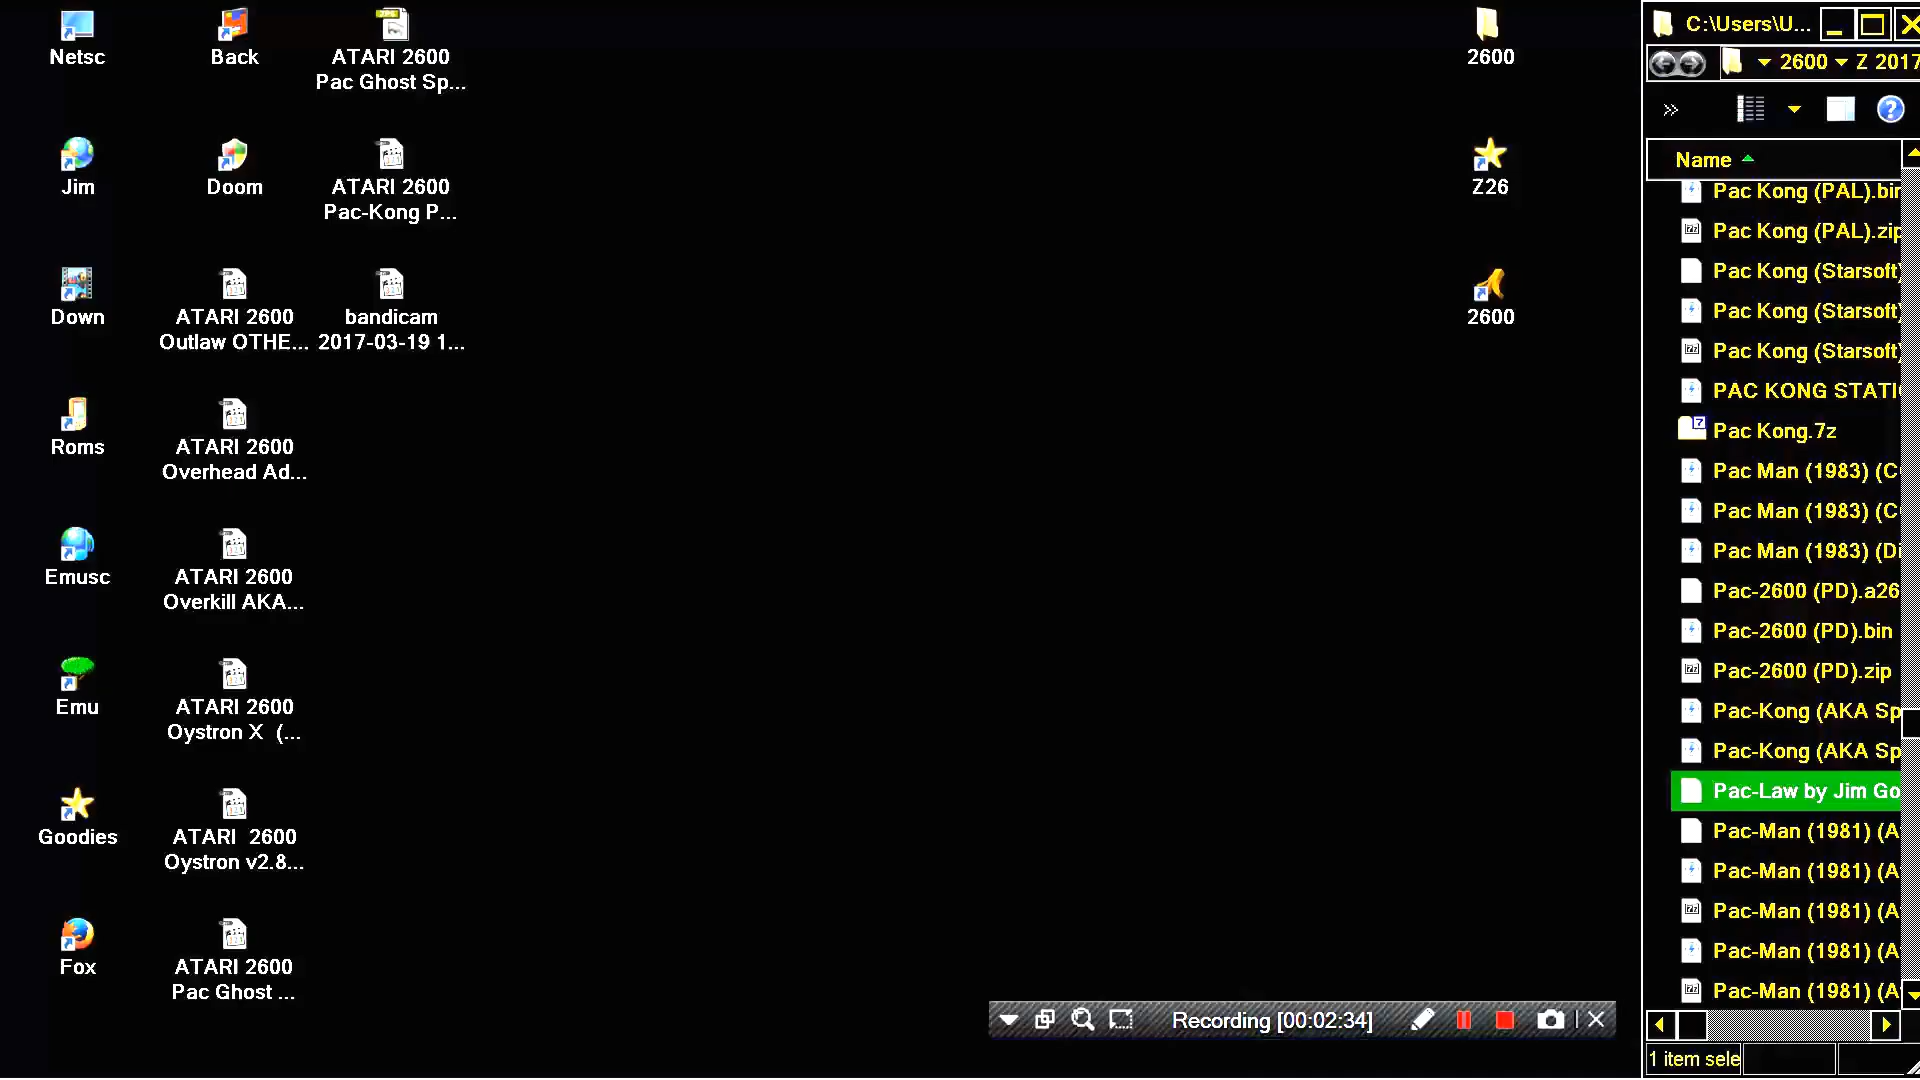 Netsc
Back
ATARI 2600
Pac Ghost Sp...
2600
Jim
Doom
ATARI 2600
Pac-Kong P...
Z26
Down
ATARI 2600
Outlaw OTHE...
bandicam
2017-03-19 1...
2600
Roms
ATARI 2600
Overhead Ad...
Emusc
ATARI 2600
Overkill AKA...
Emu
ATARI 2600
Oystron X (...
Goodies
ATARI 2600
Oystron v2.8...
Fox
ATARI 2600
Pac Ghost ...
Recording [00:02:34]
C:\Users\U...
2600 Z 2017
Name
Pac Kong (PAL).bin
Pac Kong (PAL).zip
Pac Kong (Starsoft)
Pac Kong (Starsoft)
Pac Kong (Starsoft)
PAC KONG STATI
Pac Kong.7z
Pac Man (1983) (C
Pac Man (1983) (C
Pac Man (1983) (Di
Pac-2600 (PD).a26
Pac-2600 (PD).bin
Pac-2600 (PD).zip
Pac-Kong (AKA Sp
Pac-Kong (AKA Sp
Pac-Law by Jim Go
Pac-Man (1981) (A
Pac-Man (1981) (A
Pac-Man (1981) (A
Pac-Man (1981) (A
Pac-Man (1981) (A
1 item sele